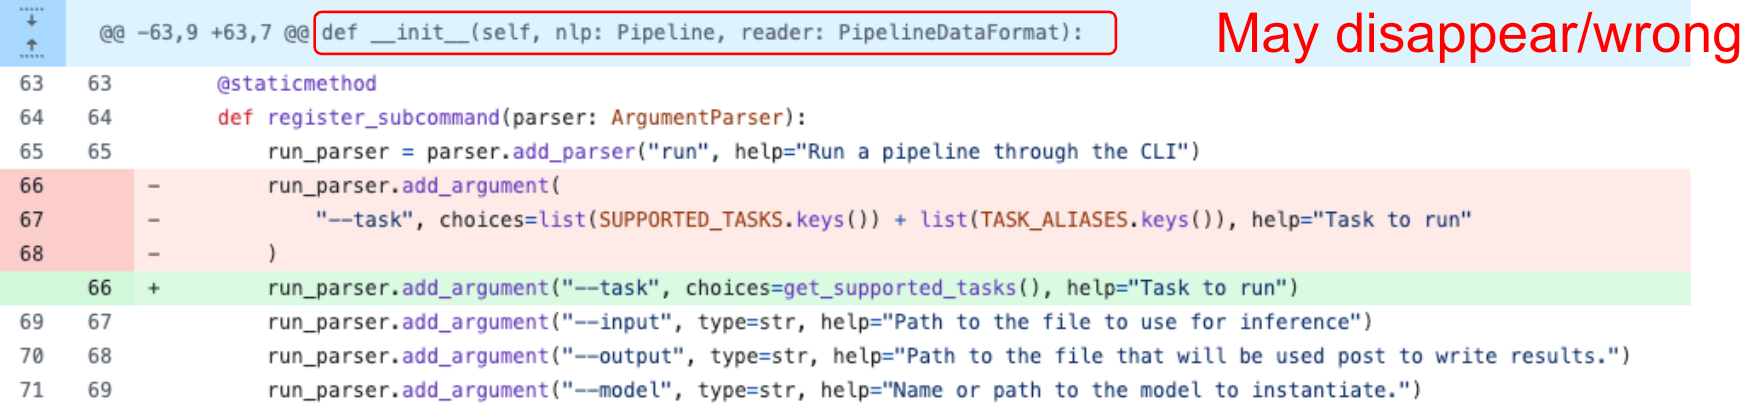 @@ -63,9 +63,7 @@ def __init__(self, nlp: Pipeline, reader: PipelineDataFormat): May disappear/wrong
63 63 @staticmethod
64 64 def register_subcommand(parser: ArgumentParser):
65 65 run_parser = parser.add_parser("run", help="Run a pipeline through the CLI")
66 - run_parser.add_argument(
67 - "--task", choices=list(SUPPORTED_TASKS.keys()) + list(TASK_ALIASES.keys()), help="Task to run"
68 - )
66 + run_parser.add_argument("--task", choices=get_supported_tasks(), help="Task to run")
69 67 run_parser.add_argument("--input", type=str, help="Path to the file to use for inference")
70 68 run_parser.add_argument("--output", type=str, help="Path to the file that will be used post to write results.")
71 69 run_parser.add_argument("--model", type=str, help="Name or path to the model to instantiate.")